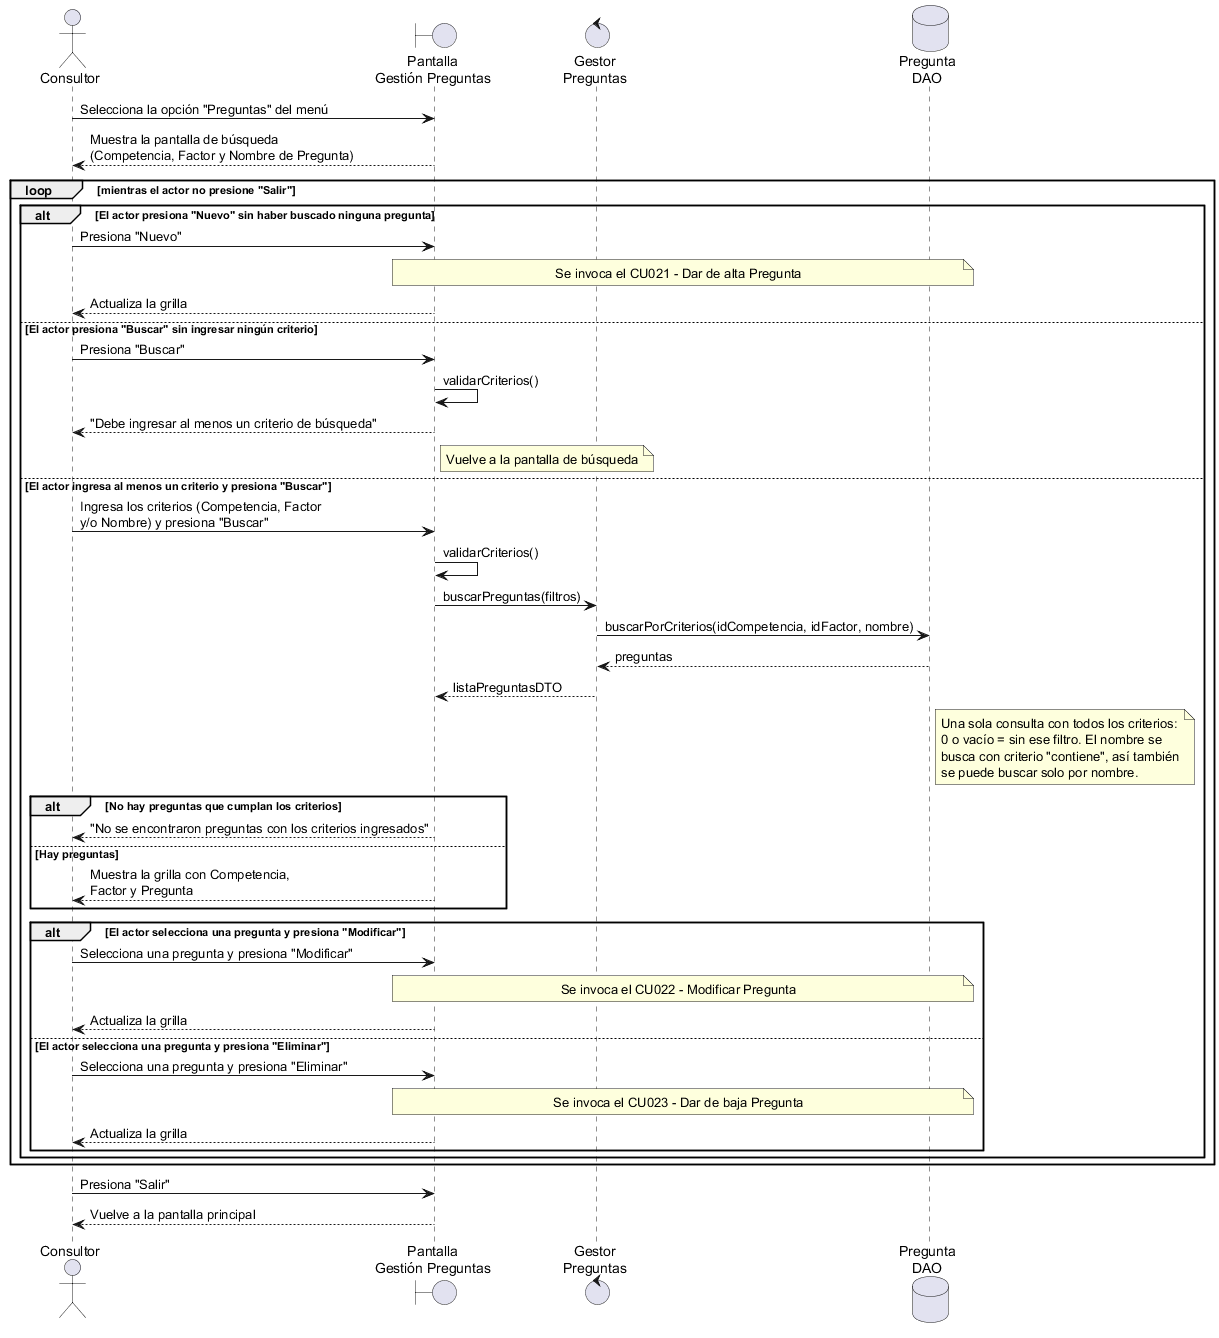 Consultor
Pantalla
Gestión Preguntas
Gestor
Preguntas
Pregunta
DAO
Selecciona la opción "Preguntas" del menú
Muestra la pantalla de búsqueda
(Competencia, Factor y Nombre de Pregunta)
loop [mientras el actor no presione "Salir"]
alt [El actor presiona "Nuevo" sin haber buscado ninguna pregunta]
Presiona "Nuevo"
Se invoca el CU021 - Dar de alta Pregunta
Actualiza la grilla
[El actor presiona "Buscar" sin ingresar ningún criterio]
Presiona "Buscar"
validarCriterios()
"Debe ingresar al menos un criterio de búsqueda"
Vuelve a la pantalla de búsqueda
[El actor ingresa al menos un criterio y presiona "Buscar"]
Ingresa los criterios (Competencia, Factor
y/o Nombre) y presiona "Buscar"
validarCriterios()
buscarPreguntas(filtros)
buscarPorCriterios(idCompetencia, idFactor, nombre)
preguntas
listaPreguntasDTO
Una sola consulta con todos los criterios:
0 o vacío = sin ese filtro. El nombre se
busca con criterio "contiene", así también
se puede buscar solo por nombre.
alt [No hay preguntas que cumplan los criterios]
"No se encontraron preguntas con los criterios ingresados"
[Hay preguntas]
Muestra la grilla con Competencia,
Factor y Pregunta
alt [El actor selecciona una pregunta y presiona "Modificar"]
Selecciona una pregunta y presiona "Modificar"
Se invoca el CU022 - Modificar Pregunta
Actualiza la grilla
[El actor selecciona una pregunta y presiona "Eliminar"]
Selecciona una pregunta y presiona "Eliminar"
Se invoca el CU023 - Dar de baja Pregunta
Actualiza la grilla
Presiona "Salir"
Vuelve a la pantalla principal
Consultor
Pantalla
Gestión Preguntas
Gestor
Preguntas
Pregunta
DAO